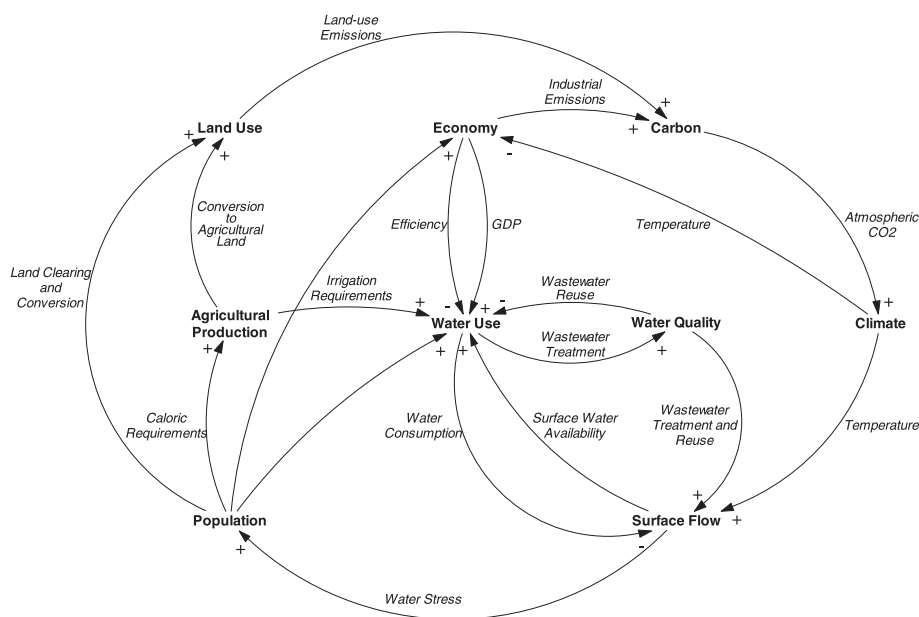 Land-use
Emissions
Industrial
Emissions
+
+ Land Use
+
Economy
+
-
+
Carbon
Conversion
to
Agricultural
Land
Efficiency
GDP
Temperature
Atmospheric
CO2
Land Clearing
and
Conversion
Irrigation
Requirements
Wastewater
Reuse
+
Agricultural
Production
+
+
-
+
-
Water Use
+ +
Water Quality
+
Climate
Wastewater
Treatment
Caloric
Requirements
Water
Consumption
Surface Water
Availability
Wastewater
Treatment and
Reuse
Temperature
+
Population
+
Surface Flow
+
-
Water Stress